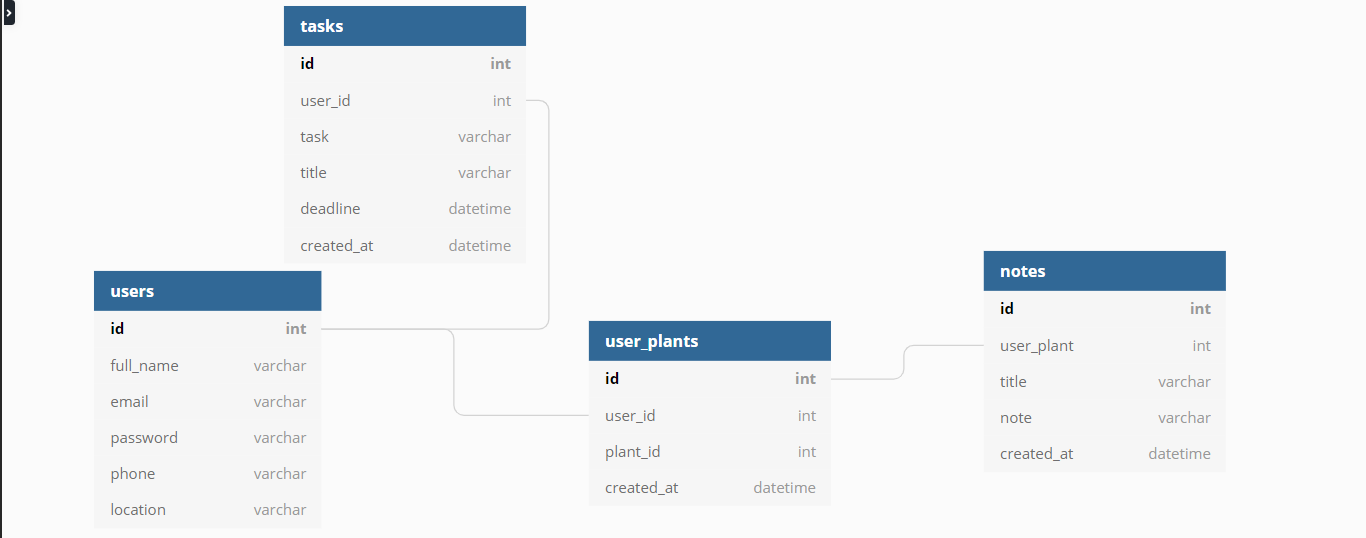 tasks
id int
user_id int
task varchar
title varchar
deadline datetime
created_at datetime
users
id int
full_name varchar
email varchar
password varchar
phone varchar
location varchar
user_plants
id int
user_id int
plant_id int
created_at datetime
notes
id int
user_plant int
title varchar
note varchar
created_at datetime